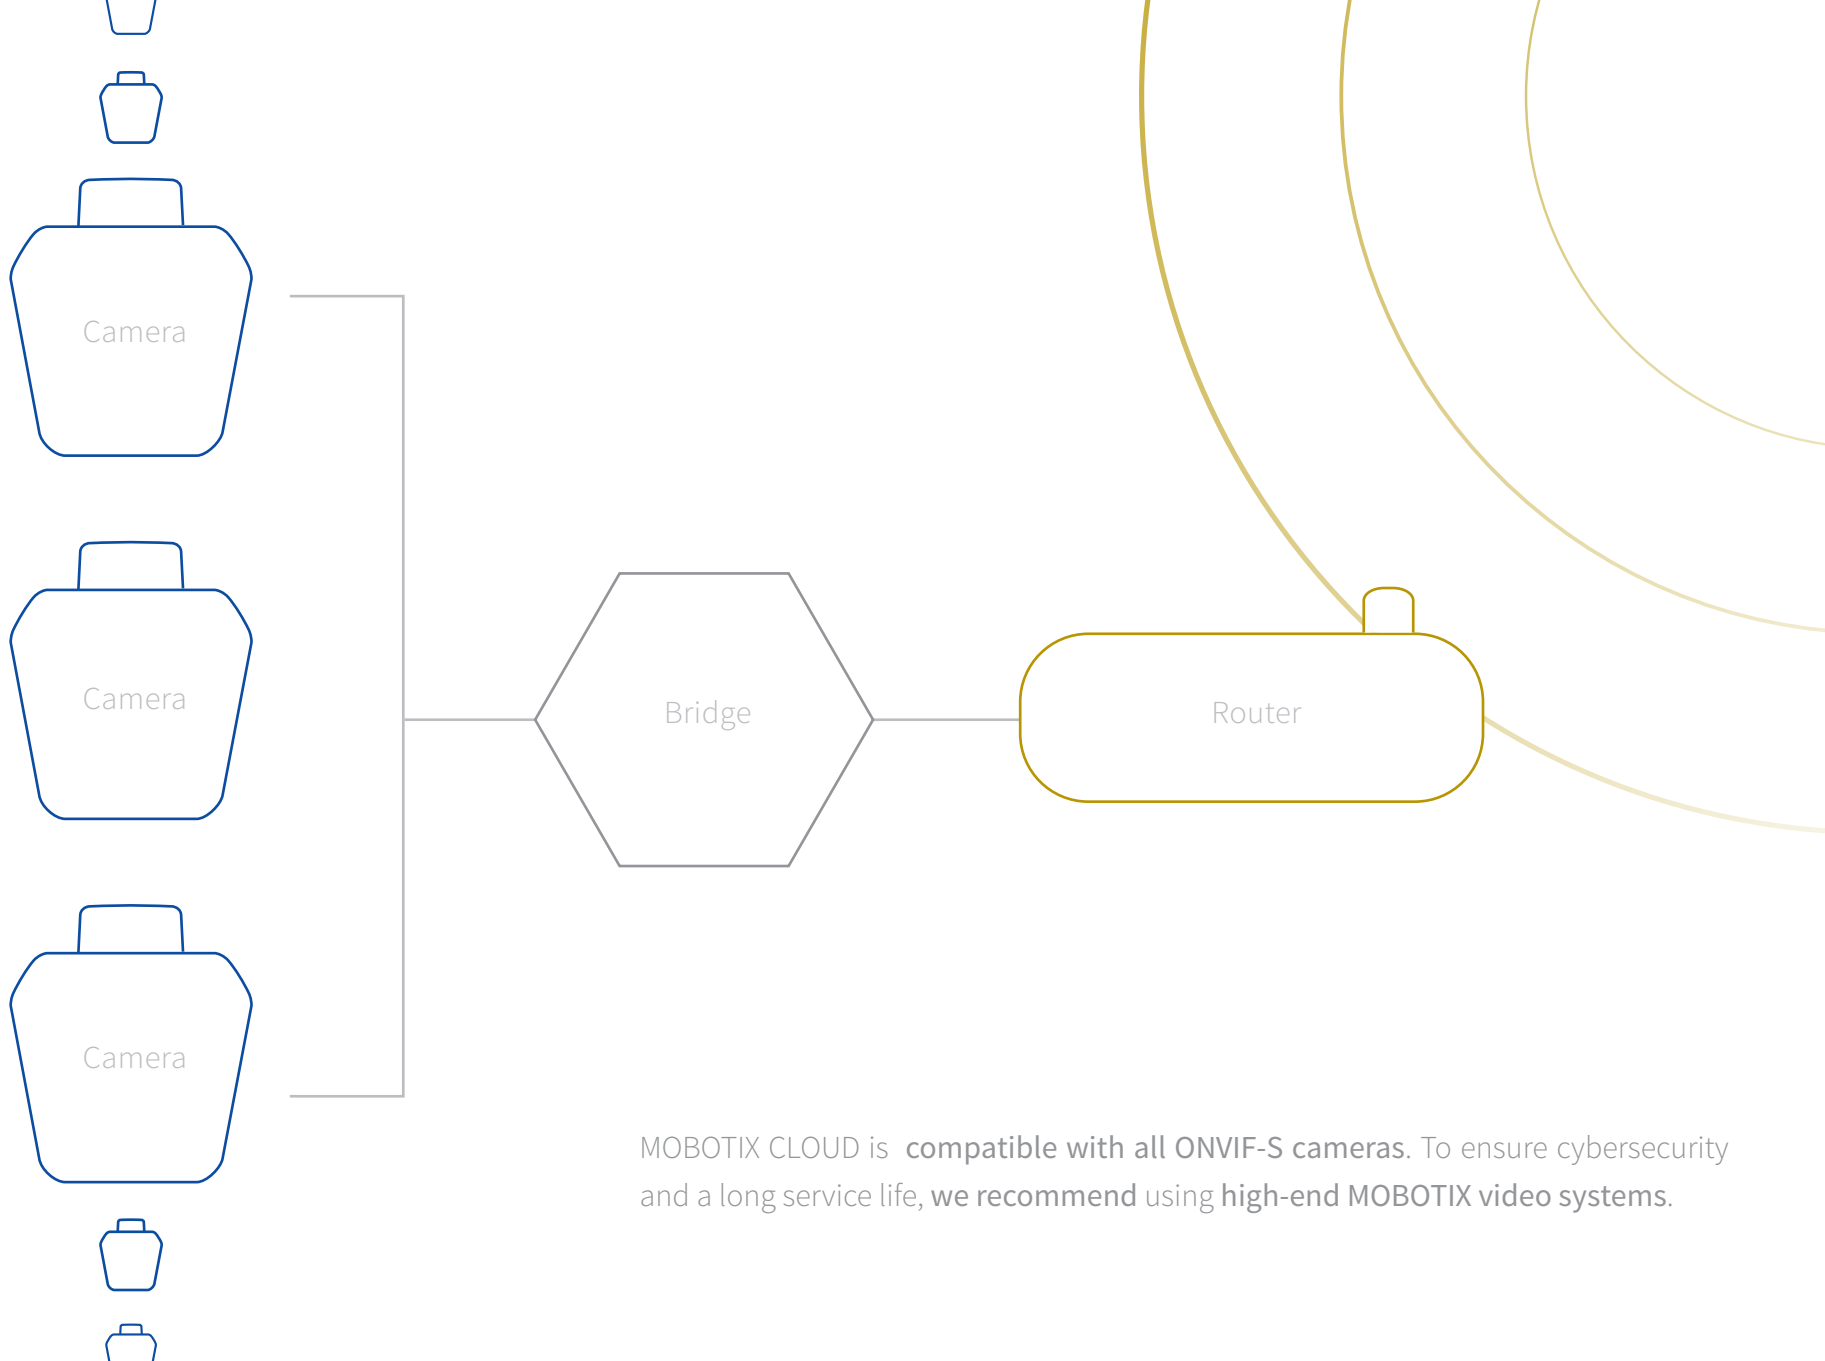 Camera
Camera
Bridge
Router
Camera
MOBOTIX CLOUD is compatible with all ONVIF-S cameras. To ensure cybersecurity
and a long service life, we recommend using high-end MOBOTIX video systems.